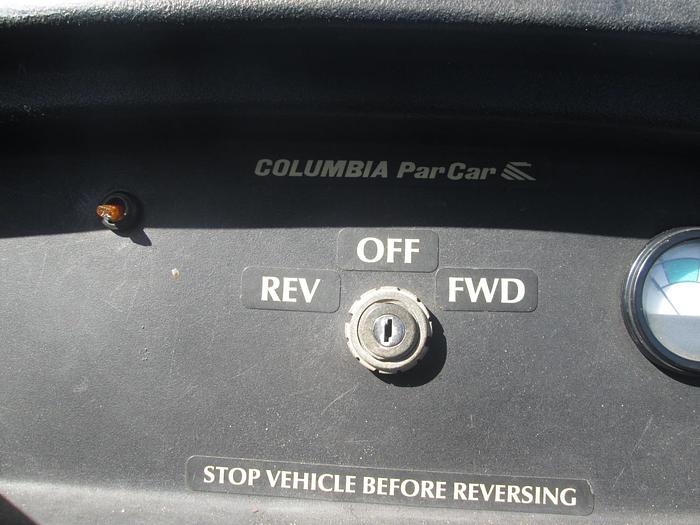 COLUMBIA ParCar
OFF
REV FWD
STOP VEHICLE BEFORE REVERSING